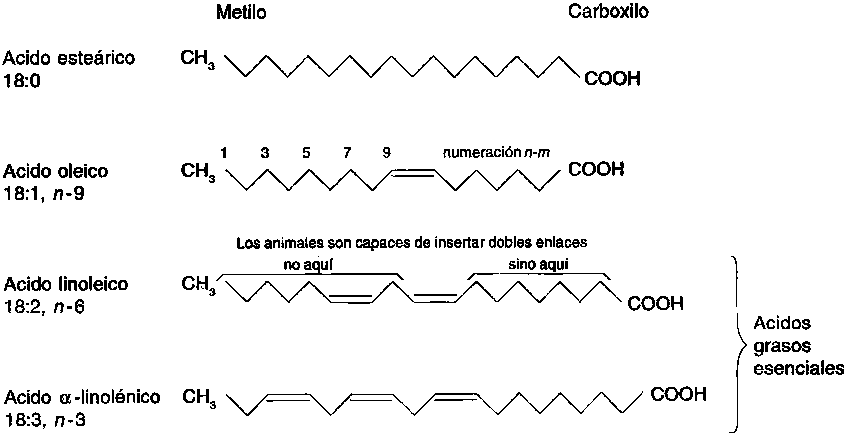 Metilo Carboxilo
Acido esteárico
18:0
CH3 COOH
1 3 5 7 9 numeración n-m
Acido oleico
18:1, n-9
CH3 COOH
Los animales son capaces de insertar dobles enlaces
no aquí sino aquí
Acido linoleico
18:2, n-6
CH3 COOH
Acidos
grasos
esenciales
Acido α-linolénico
18:3, n-3
CH3 COOH